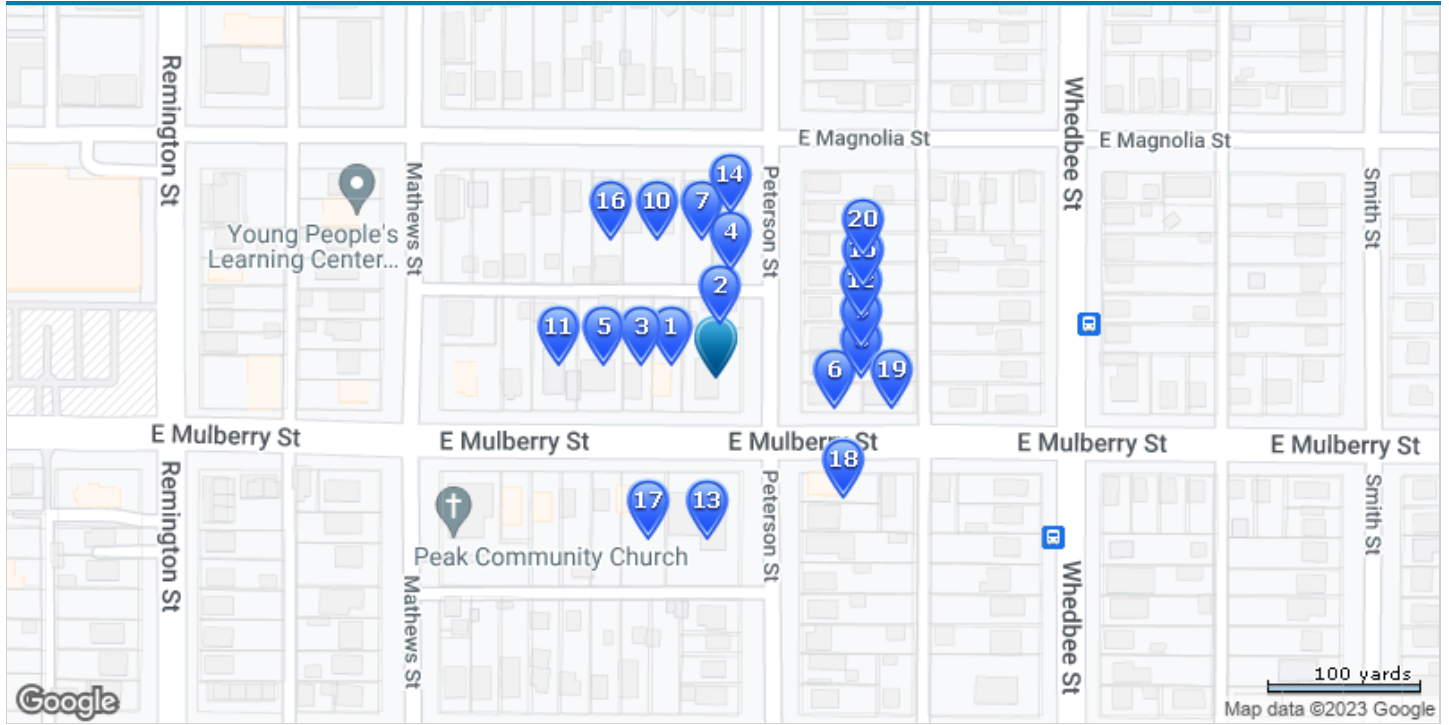 Remington St
Mathews St
Peterson St
Whedbee St
Smith St
E Magnolia St
E Magnolia St
14
16
10
7
4
20
Young People's
Learning Center...
2
11
5
3
1
12
6
19
E Mulberry St
E Mulberry St
E Mulberry St
E Mulberry St
E Mulberry St
18
17
13
Remington St
Peak Community Church
Mathews St
Peterson St
Whedbee St
Smith St
100 yards
Google
Map data ©2023 Google